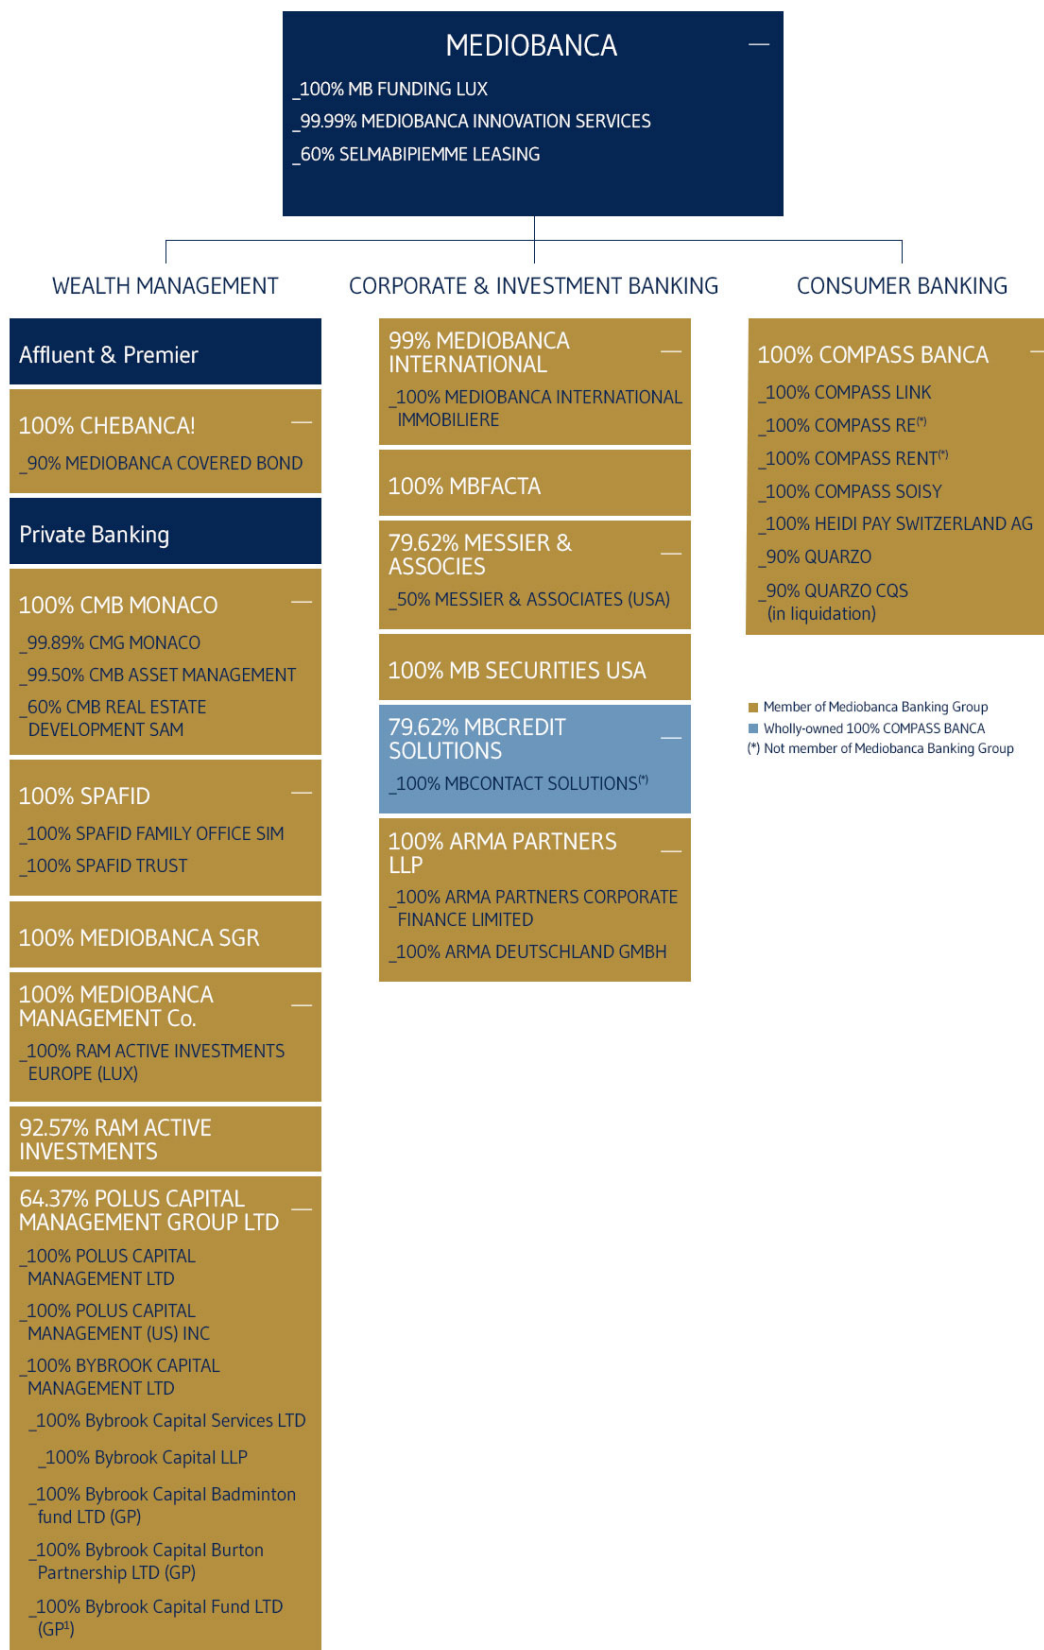 MEDIOBANCA
_100% MB FUNDING LUX
_99.99% MEDIOBANCA INNOVATION SERVICES
_60% SELMABIPIEMME LEASING
WEALTH MANAGEMENT
Affluent & Premier
100% CHEBANCA!
_90% MEDIOBANCA COVERED BOND
Private Banking
100% CMB MONACO
_99.89% CMG MONACO
_99.50% CMB ASSET MANAGEMENT
_60% CMB REAL ESTATE
DEVELOPMENT SAM
100% SPAFID
_100% SPAFID FAMILY OFFICE SIM
_100% SPAFID TRUST
100% MEDIOBANCA SGR
100% MEDIOBANCA
MANAGEMENT Co.
_100% RAM ACTIVE INVESTMENTS
EUROPE (LUX)
92.57% RAM ACTIVE
INVESTMENTS
64.37% POLUS CAPITAL
MANAGEMENT GROUP LTD
_100% POLUS CAPITAL
MANAGEMENT LTD
_100% POLUS CAPITAL
MANAGEMENT (US) INC
_100% BYBROOK CAPITAL
MANAGEMENT LTD
_100% Bybrook Capital Services LTD
_100% Bybrook Capital LLP
_100% Bybrook Capital Badminton
fund LTD (GP)
_100% Bybrook Capital Burton
Partnership LTD (GP)
_100% Bybrook Capital Fund LTD
(GP¹)
CORPORATE & INVESTMENT BANKING
99% MEDIOBANCA
INTERNATIONAL
_100% MEDIOBANCA INTERNATIONAL
IMMOBILIERE
100% MBFACTA
79.62% MESSIER &
ASSOCIES
_50% MESSIER & ASSOCIATES (USA)
100% MB SECURITIES USA
79.62% MBCREDIT
SOLUTIONS
_100% MBCONTACT SOLUTIONS(*)
100% ARMA PARTNERS
LLP
_100% ARMA PARTNERS CORPORATE
FINANCE LIMITED
_100% ARMA DEUTSCHLAND GMBH
CONSUMER BANKING
100% COMPASS BANCA
_100% COMPASS LINK
_100% COMPASS RE(*)
_100% COMPASS RENT(*)
_100% COMPASS SOISY
_100% HEIDI PAY SWITZERLAND AG
_90% QUARZO
_90% QUARZO CQS
(in liquidation)
Member of Mediobanca Banking Group
Wholly-owned 100% COMPASS BANCA
(*) Not member of Mediobanca Banking Group